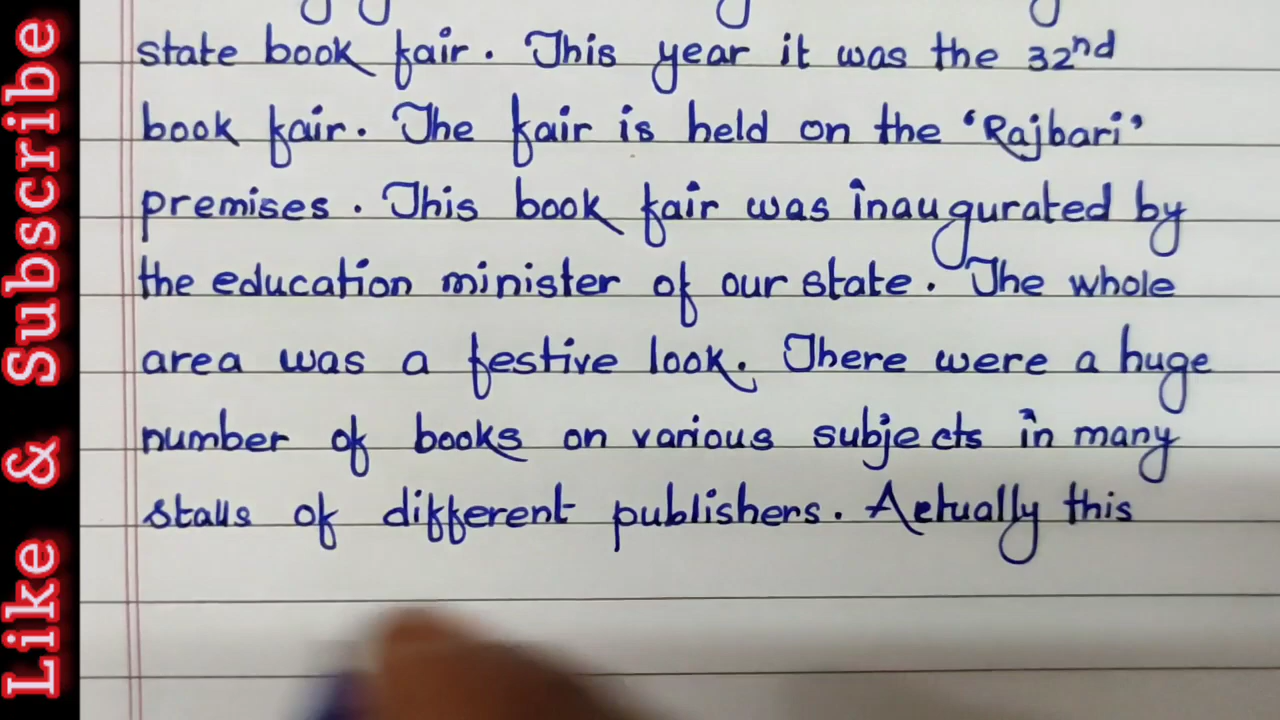 Like & Subscribe
state book fair. This year it was the 32nd
book fair. The fair is held on the 'Rajbari'
premises. This book fair was inaugurated by
the education minister of our state. The whole
area was a festive look. There were a huge
number of books on various subjects in many
stalls of different publishers. Actually this